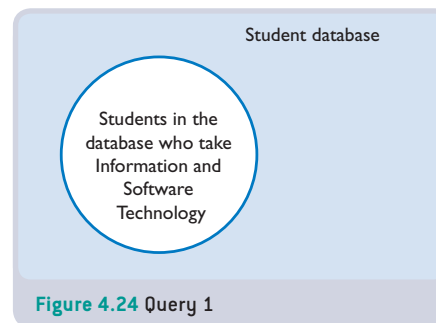 Student database
Students in the
database who take
Information and
Software
Technology
Figure 4.24 Query 1